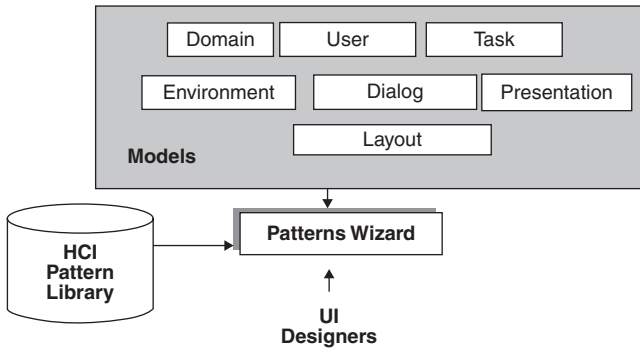 Domain
User
Task
Environment
Dialog
Presentation
Layout
Models
Patterns Wizard
HCI
Pattern
Library
UI
Designers